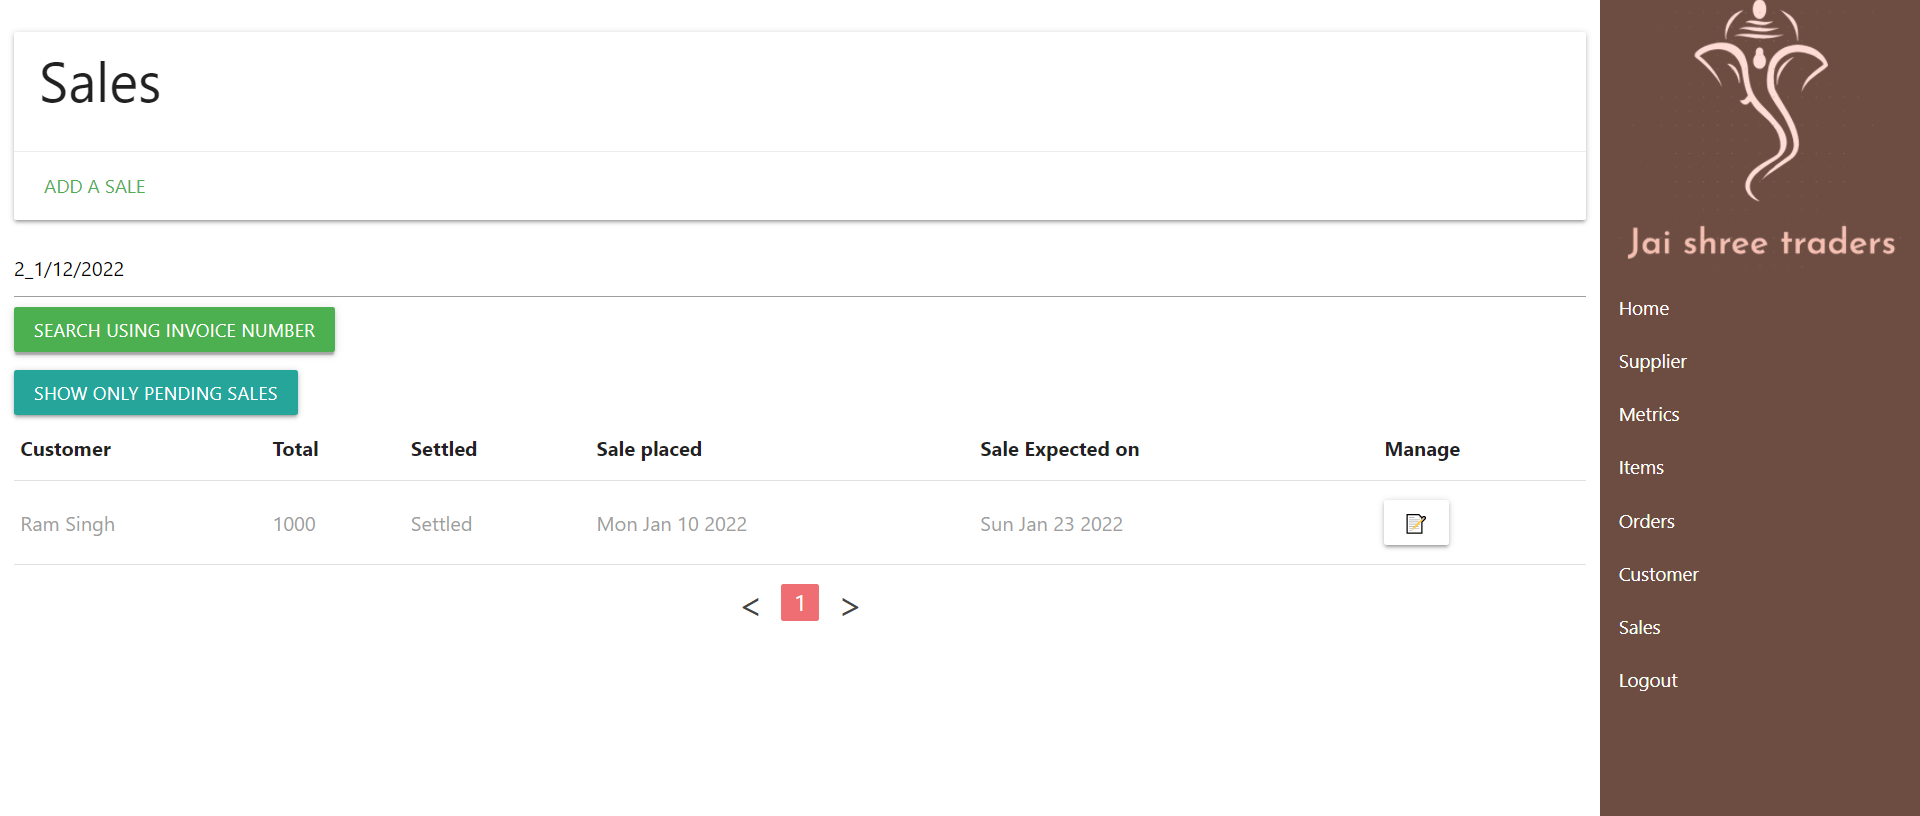 Sales
ADD A SALE
2_1/12/2022
SEARCH USING INVOICE NUMBER
SHOW ONLY PENDING SALES
Customer Total Settled Sale placed Sale Expected on Manage
Ram Singh 1000 Settled Mon Jan 10 2022 Sun Jan 23 2022
< 1 >
Jai shree traders
Home
Supplier
Metrics
Items
Orders
Customer
Sales
Logout